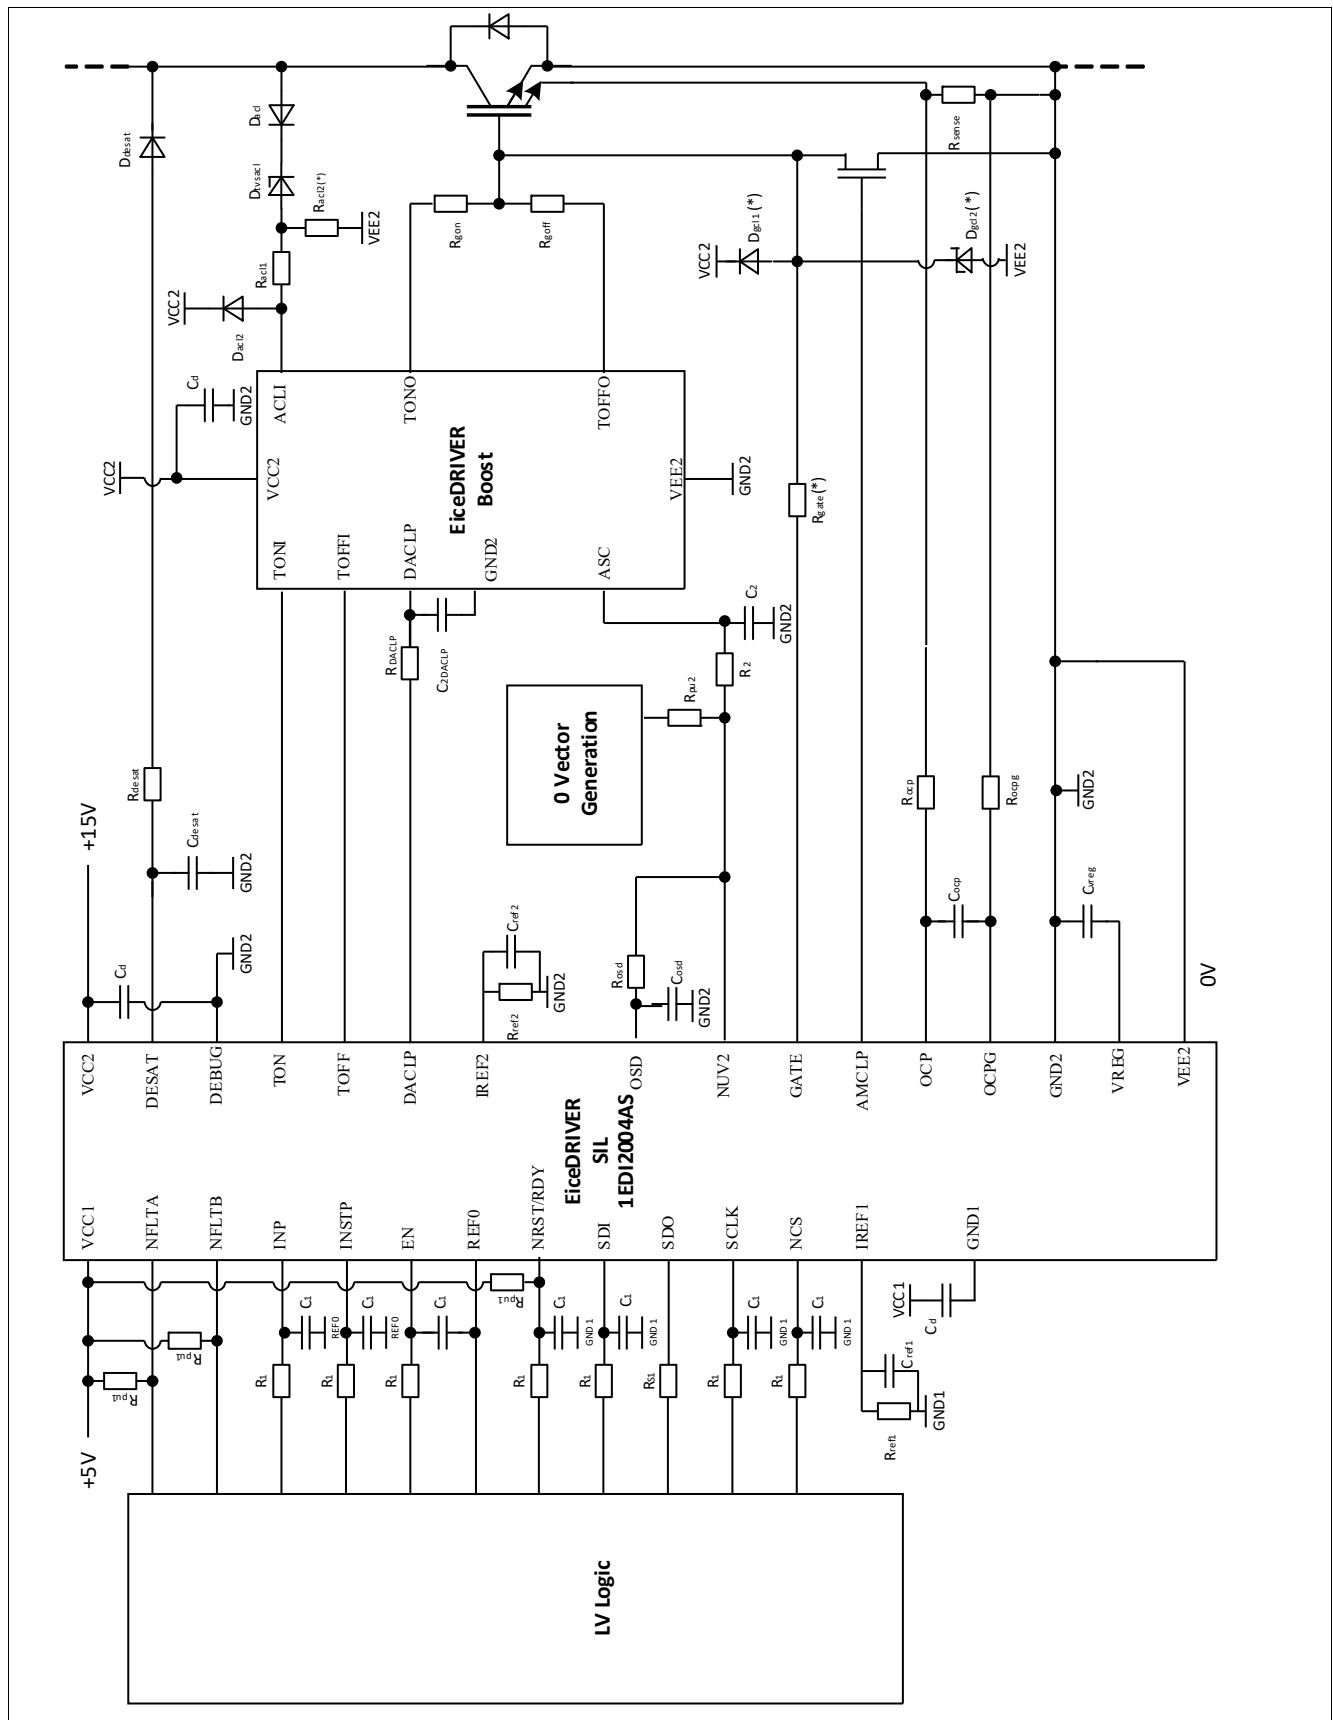 LV Logic
+5V
Rpu1
Rpu1
R1
R1
R1
R1
R1
RS1
R1
R1
C1
REF0
C1
REF0
C1
Rpu1
C1
GND1
C1
GND1
C1
GND1
C1
GND1
Rref1
Cref1
GND1
VCC1
Cd
VCC1
NFLTA
NFLTB
INP
INSTP
EN
REF0
NRST/RDY
SDI
SDO
SCLK
NCS
IREF1
GND1
EiceDRIVER
SIL
1EDI2004AS
VCC2
DESAT
DEBUG
TON
TOFF
DACLP
IREF2
OSD
NUV2
GATE
AMCLP
OCP
OCPG
GND2
VREG
VEE2
Cd
GND2
+15V
Cdesat
GND2
Rdesat
Rref2
Cref2
GND2
Rosd
Cosd
GND2
0 Vector
Generation
Rpu2
R2
C2
GND2
RDACLP
C2DACLP
Rocp
Rocpg
Cocp
GND2
Cvreg
0V
TONI
TOFFI
DACLP
GND2
ASC
EiceDRIVER
Boost
VCC2
VEE2
GND2
ACLI
TONO
TOFFO
VCC2
Cd
GND2
Rgate(*)
VCC2
Dacl2
Racl1
Racl2(*)
VEE2
Dtvsacl
Dacl
Ddesat
Rgon
Rgoff
VCC2
Dgcl1(*)
Dgcl2(*)
VEE2
Rsense